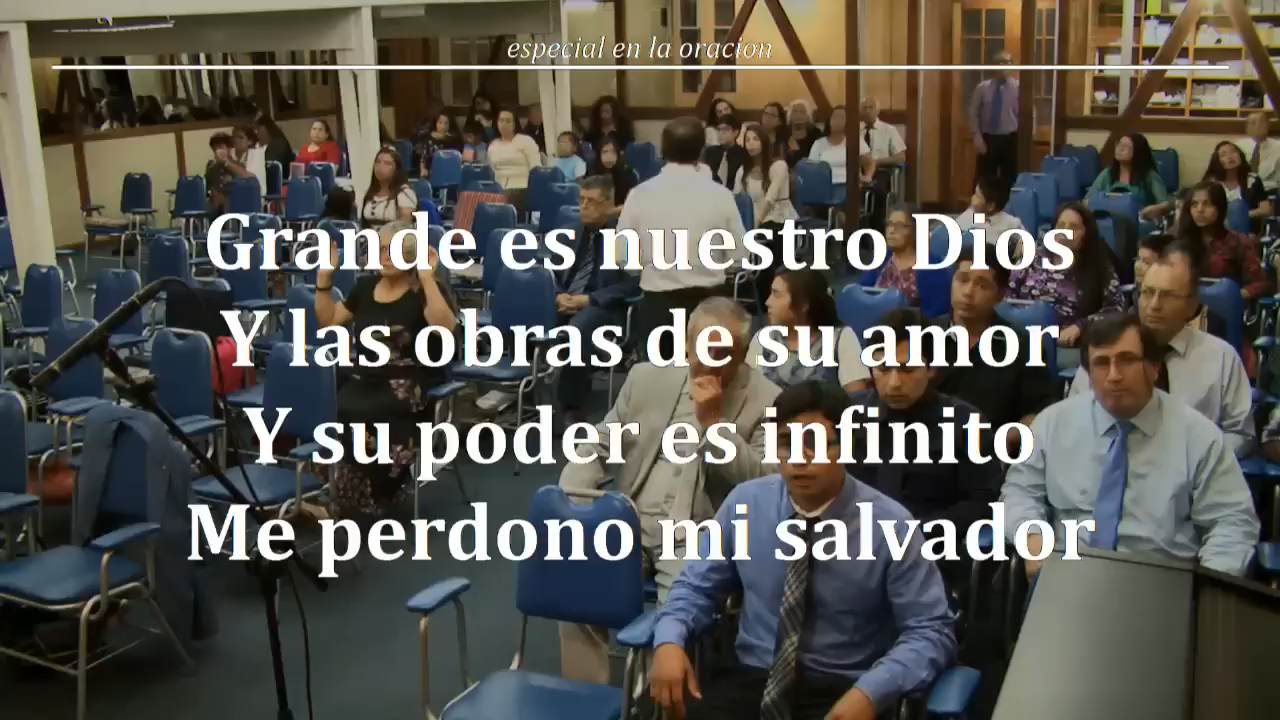 especial en la oracion
Grande es nuestro Dios
Y las obras de su amor
Y su poder es infinito
Me perdono mi salvador